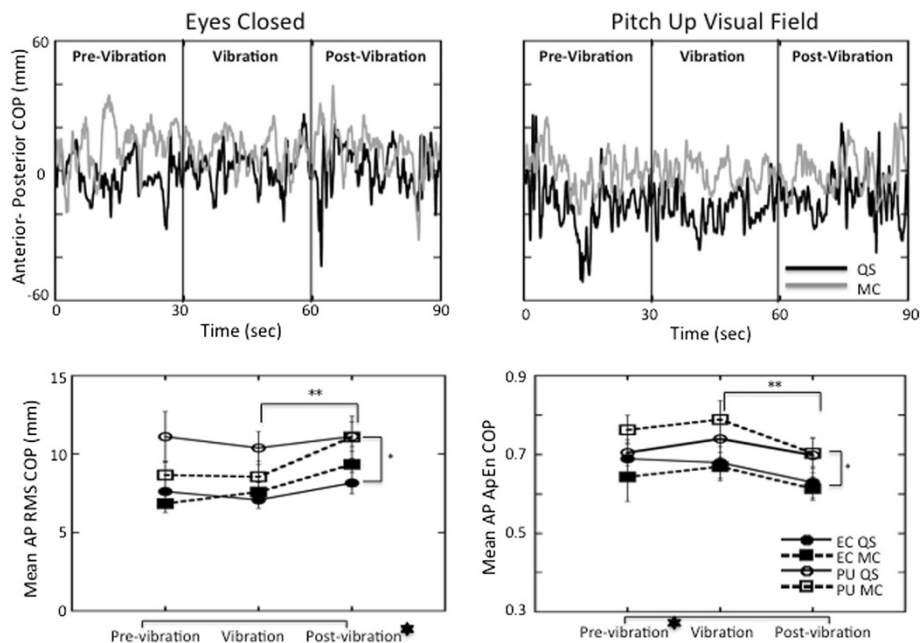 Eyes Closed
Pitch Up Visual Field
60
Pre-Vibration Vibration Post-Vibration
Pre-Vibration Vibration Post-Vibration
Anterior- Posterior COP (mm)
0
-60
QS
MC
0 30 60 90
0 30 60 90
Time (sec)
Time (sec)
15
10
5
0
Mean AP RMS COP (mm)
**
*
Pre-vibration Vibration Post-vibration
0.9
0.7
0.5
0.3
Mean AP ApEn COP
**
*
EC QS
EC MC
PU QS
PU MC
Pre-vibration Vibration Post-vibration